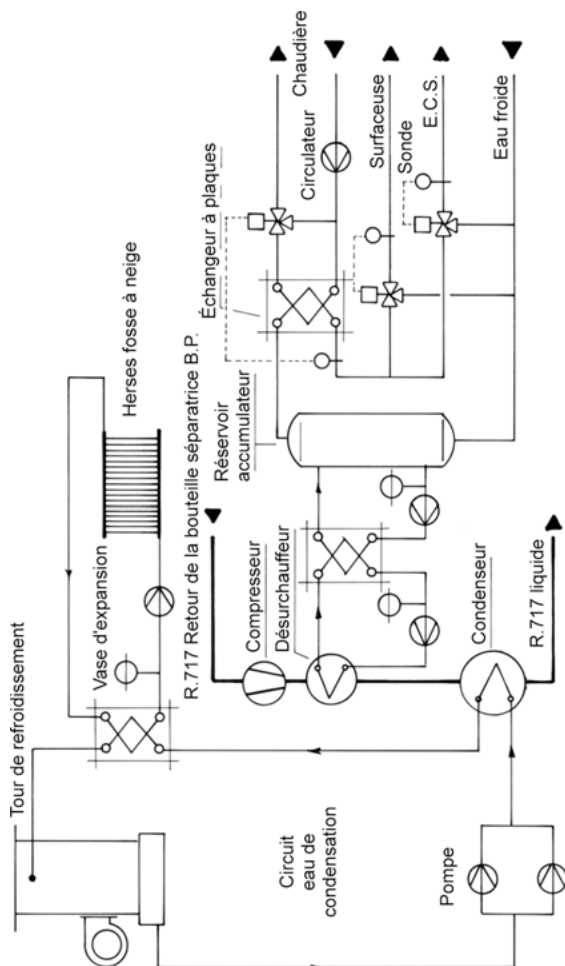 Tour de refroidissement
Vase d'expansion
Herses fosse à neige
R.717 Retour de la bouteille séparatrice B.P.
Compresseur
Désurchauffeur
Réservoir
accumulateur
Échangeur à plaques
Circulateur
Chaudière
Surfaceuse
Sonde
E.C.S.
Eau froide
Circuit
eau de
condensation
Condenseur
R.717 liquide
Pompe